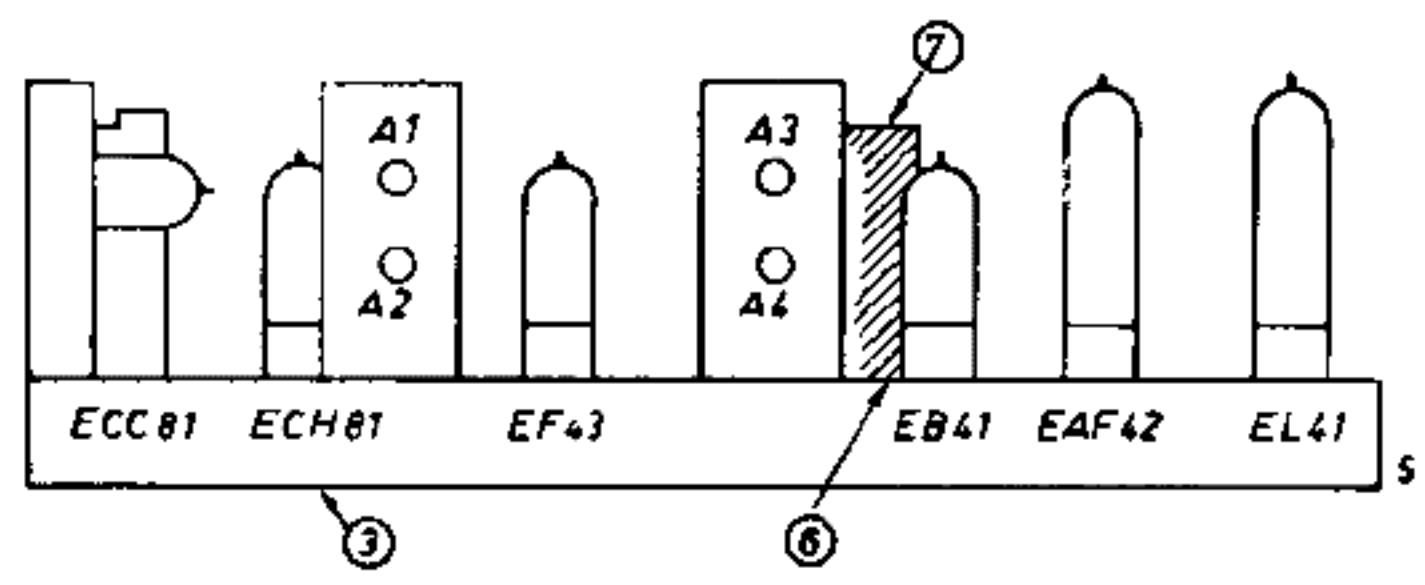 7
A1 A3
A2 A4
ECC81 ECH81 EF43 EB41 EAF42 EL41
S
3 6